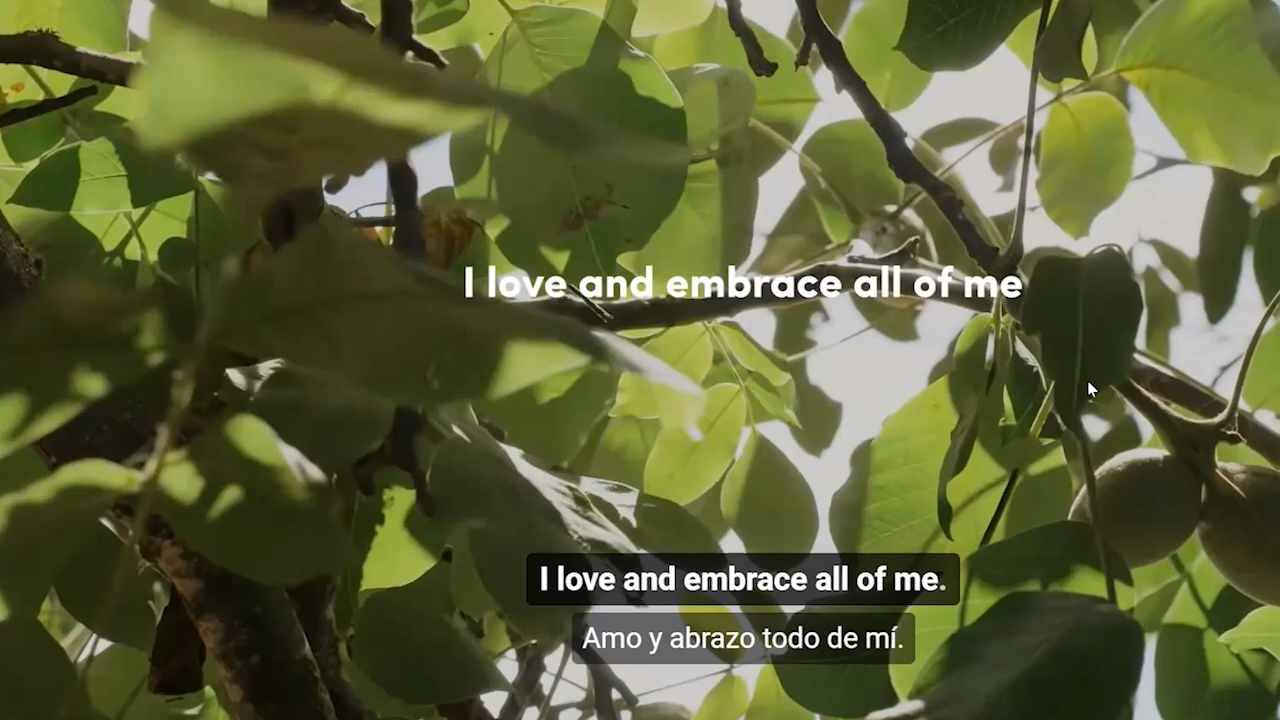 I love and embrace all of me
I love and embrace all of me.
Amo y abrazo todo de mí.